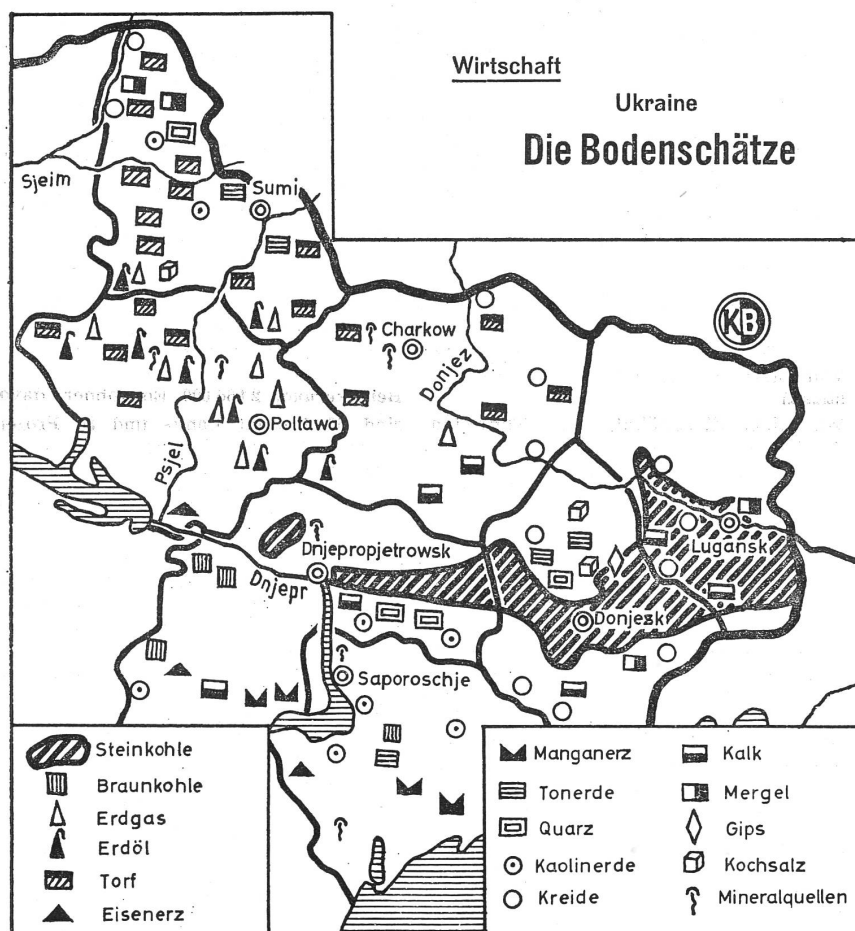 Wirtschaft
Ukraine
Die Bodenschätze
KB
Sjeim
Sumi
Charkow
Donjez
Poltawa
Psjel
Dnjepropjetrowsk
Dnjepr
Lugansk
Donjezk
Saporoschje
Steinkohle
Braunkohle
Erdgas
Erdöl
Torf
Eisenerz
Manganerz
Tonerde
Quarz
Kaolinerde
Kreide
Kalk
Mergel
Gips
Kochsalz
Mineralquellen